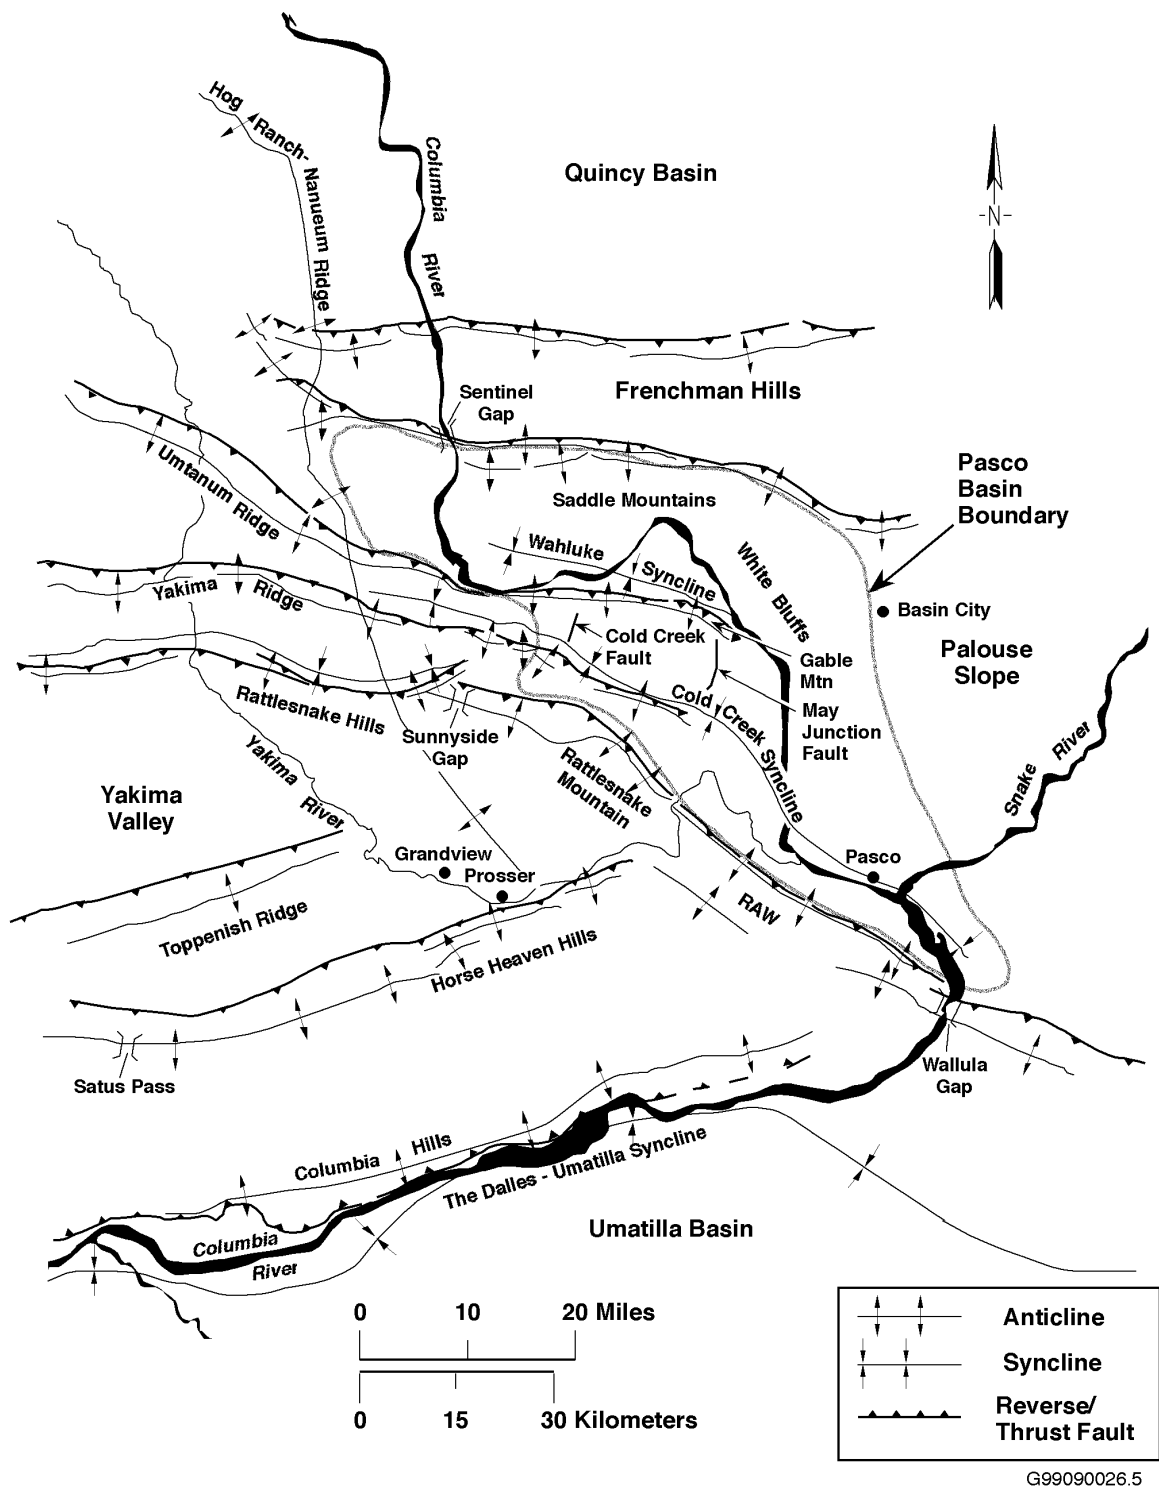 Hog
Ranch-
Nanueum Ridge
Columbia
River
Quincy Basin
-N-
Sentinel
Gap
Frenchman Hills
Umtanum Ridge
Saddle Mountains
Pasco
Basin
Boundary
Wahluke
Syncline
White Bluffs
Yakima
Ridge
Cold Creek
Fault
Basin City
Palouse
Slope
Gable
Mtn
May
Junction
Fault
Cold Creek Syncline
Rattlesnake Hills
Sunnyside
Gap
Rattlesnake
Mountain
Yakima
River
Snake
River
Yakima
Valley
Grandview
Prosser
Pasco
Toppenish Ridge
RAW
Horse Heaven Hills
Satus Pass
Wallula
Gap
Columbia
Hills
The Dalles - Umatilla Syncline
Columbia
River
Umatilla Basin
0 10 20 Miles
0 15 30 Kilometers
Anticline
Syncline
Reverse/
Thrust Fault
G99090026.5